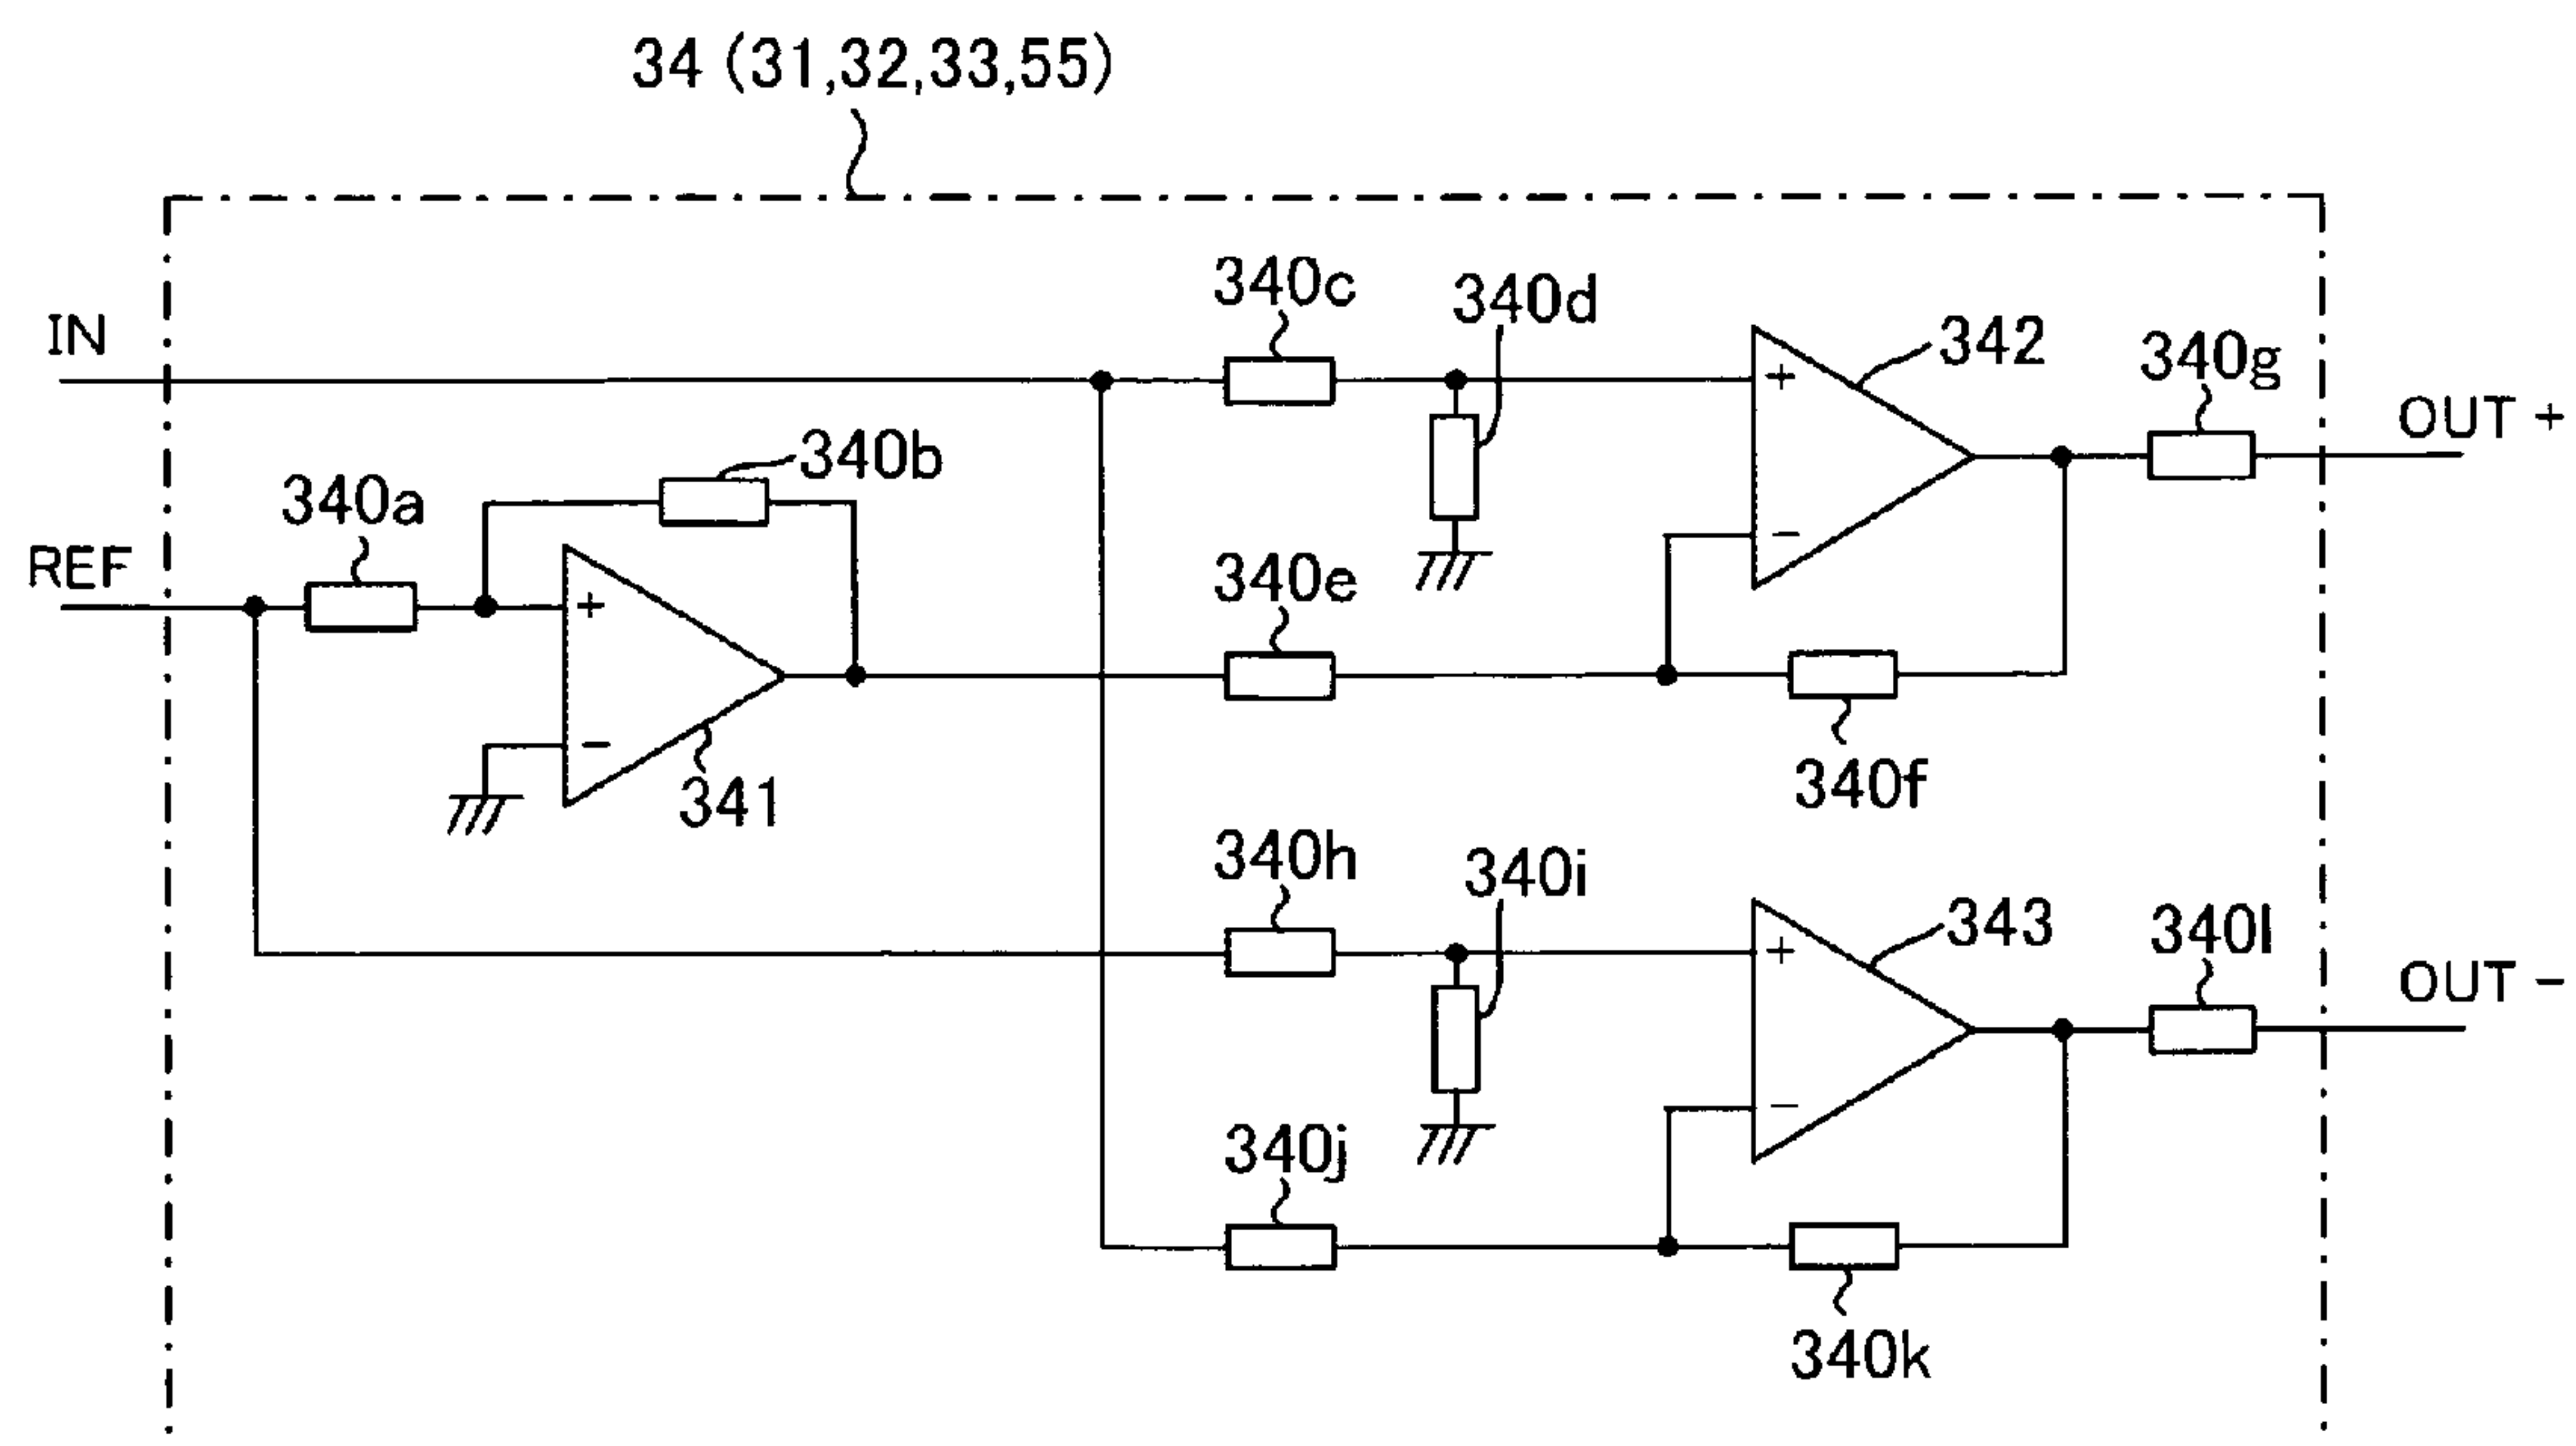 34 (31,32,33,55)
IN
340c
340d
342
340g
OUT +
340b
340a
REF
+
−
340e
+
−
341
340f
340h
340i
343
340l
OUT −
+
−
340j
340k